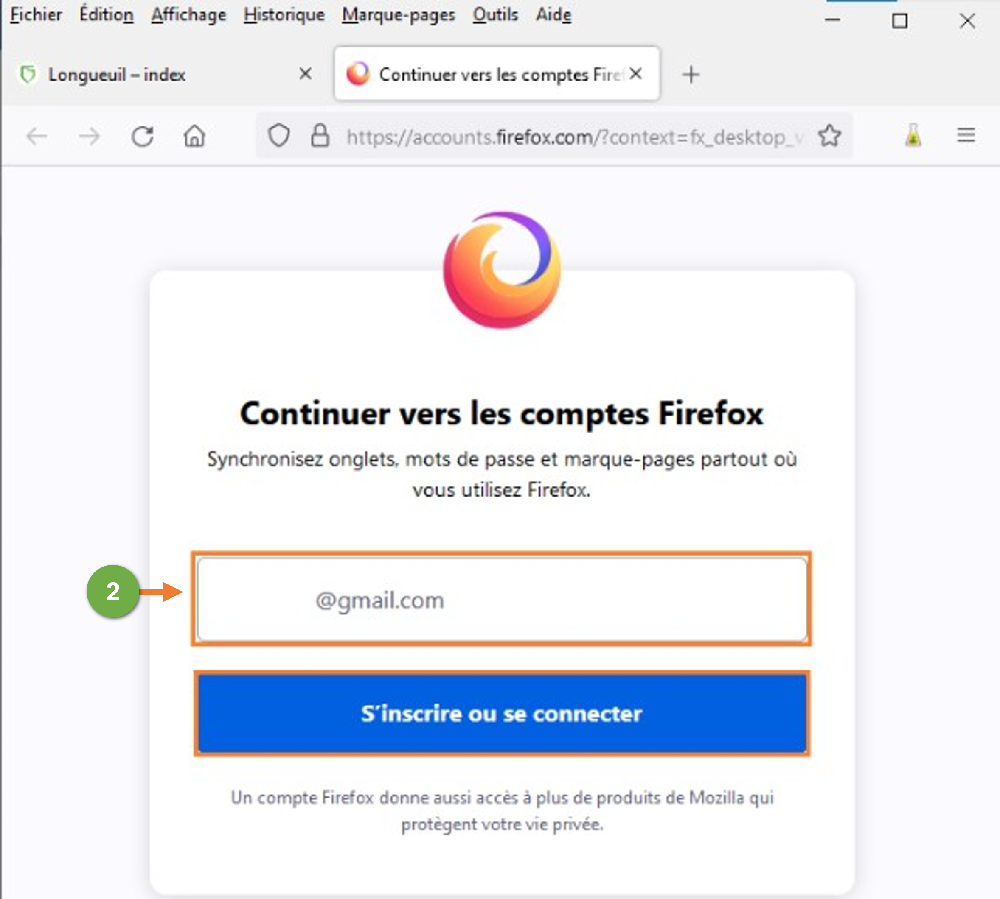 Fichier Édition Affichage Historique Marque-pages Outils Aide
Longueuil – index
Continuer vers les comptes Firef
https://accounts.firefox.com/?context=fx_desktop_v
Continuer vers les comptes Firefox
Synchronisez onglets, mots de passe et marque-pages partout où
vous utilisez Firefox.
2
@gmail.com
S'inscrire ou se connecter
Un compte Firefox donne aussi accès à plus de produits de Mozilla qui
protègent votre vie privée.